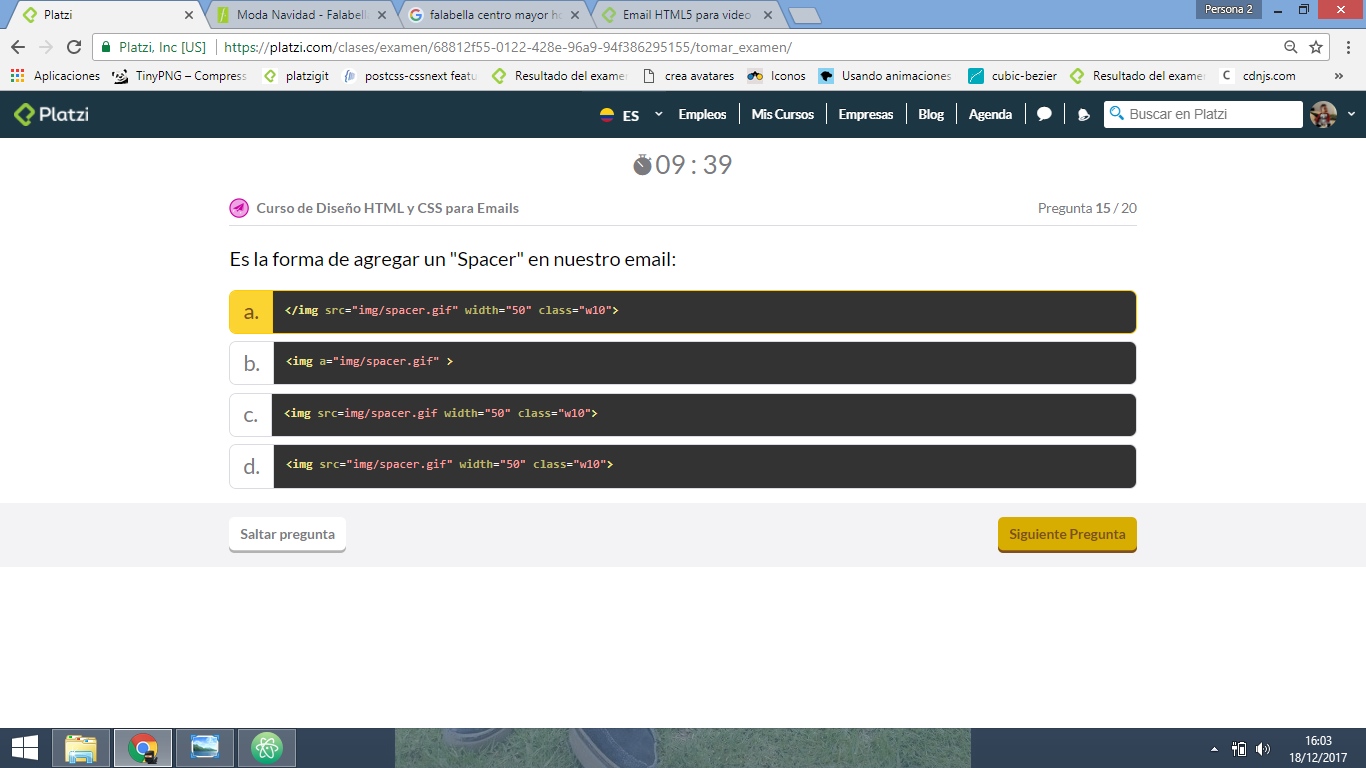 Platzi
Moda Navidad - Falabell
falabella centro mayor ho
Email HTML5 para video
Persona 2
Platzi, Inc [US]
https://platzi.com/clases/examen/68812f55-0122-428e-96a9-94f386295155/tomar_examen/
Aplicaciones
TinyPNG – Compress
platzigit
postcss-cssnext featu
Resultado del exame
crea avatares
Iconos
Usando animaciones
cubic-bezier
Resultado del exame
cdnjs.com
Platzi
ES
Empleos
Mis Cursos
Empresas
Blog
Agenda
Buscar en Platzi
09 : 39
Curso de Diseño HTML y CSS para Emails
Pregunta 15 / 20
Es la forma de agregar un "Spacer" en nuestro email:
a. </img src="img/spacer.gif" width="50" class="w10">
b. <img a="img/spacer.gif" >
c. <img src=img/spacer.gif width="50" class="w10">
d. <img src="img/spacer.gif" width="50" class="w10">
Saltar pregunta
Siguiente Pregunta
16:03
18/12/2017